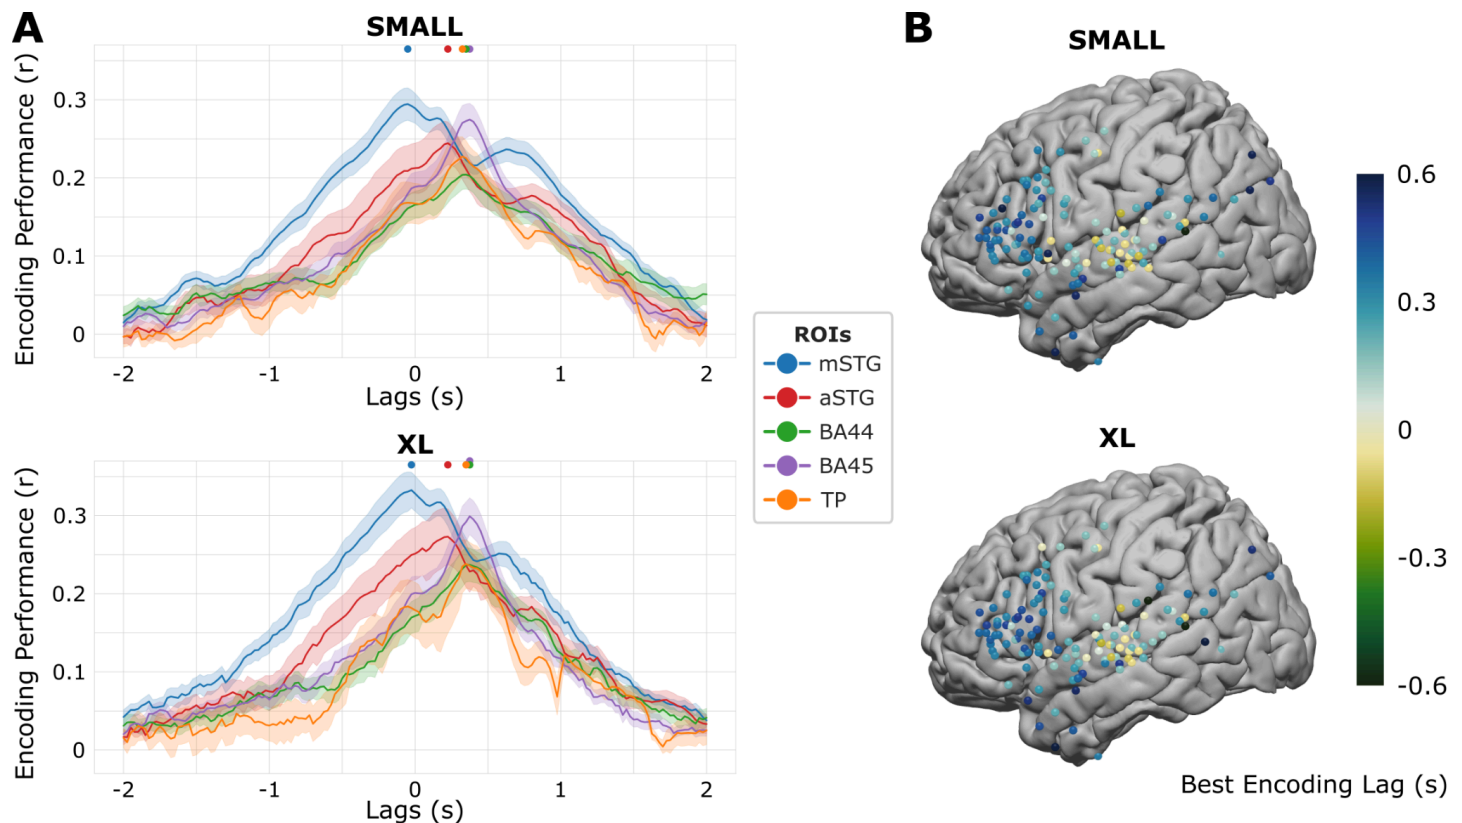 A
SMALL
Encoding Performance (r)
0.3
0.2
0.1
0
-2
-1
0
1
2
Lags (s)
XL
Encoding Performance (r)
0.3
0.2
0.1
0
-2
-1
0
1
2
Lags (s)
ROIs
mSTG
aSTG
BA44
BA45
TP
B
SMALL
XL
0.6
0.3
0
-0.3
-0.6
Best Encoding Lag (s)